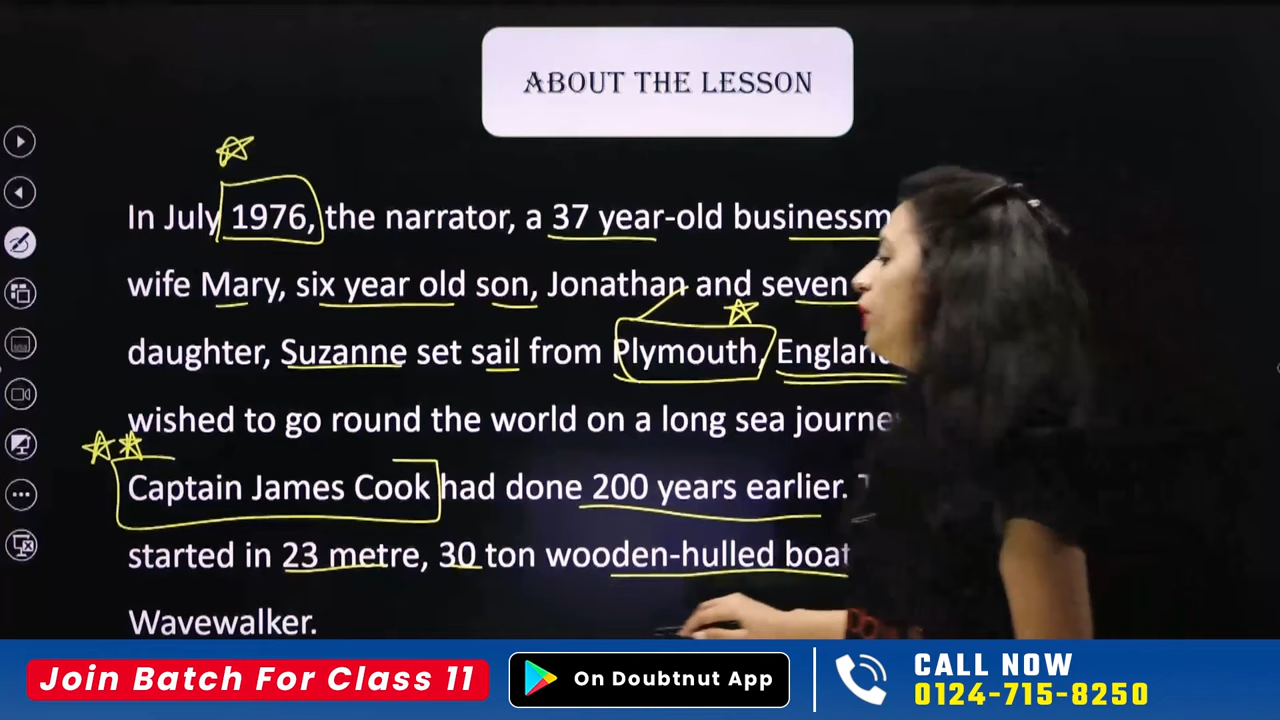 ABOUT THE LESSON
In July 1976, the narrator, a 37 year-old
wife Mary, six year old son, Jonathan and seven
daughter, Suzanne set sail from Plymouth,
wished to go round the world on a long sea
Captain James Cook had done 200 years earlier.
started in 23 metre, 30 ton wooden-hulled boat
Wavewalker.
Join Batch For Class 11
On Doubtnut App
CALL NOW
0124-715-8250